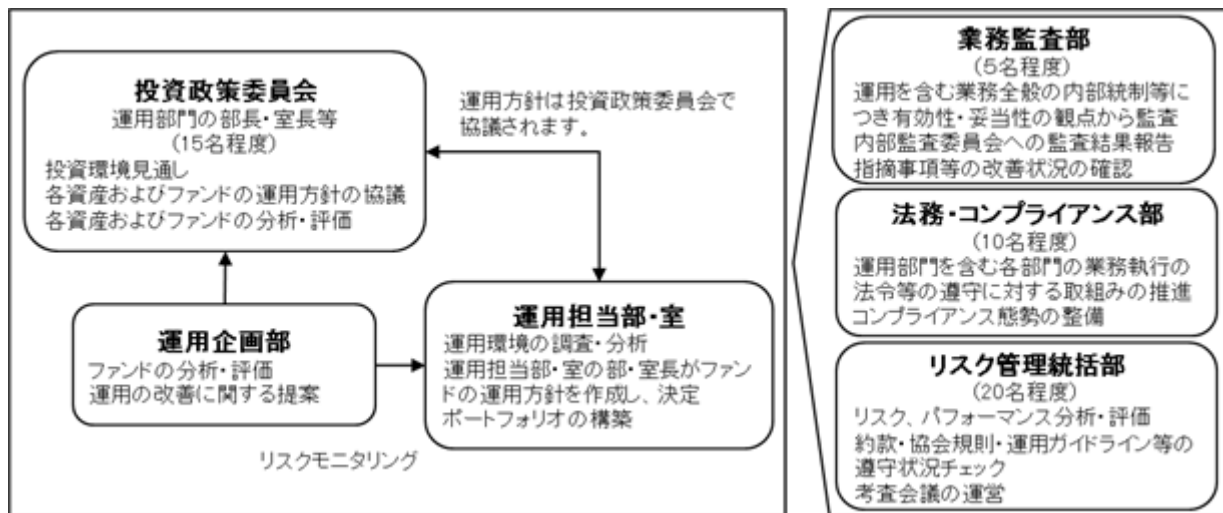 投資政策委員会
運用部門の部長・室長等
(15名程度)
投資環境見通し
各資産およびファンドの運用方針の協議
各資産およびファンドの分析・評価
運用方針は投資政策委員会で
協議されます。
運用企画部
ファンドの分析・評価
運用の改善に関する提案
運用担当部・室
運用環境の調査・分析
運用担当部・室の部・室長がファン
ドの運用方針を作成し、決定
ポートフォリオの構築
リスクモニタリング
業務監査部
(5名程度)
運用を含む業務全般の内部統制等に
つき有効性・妥当性の観点から監査
内部監査委員会への監査結果報告
指摘事項等の改善状況の確認
法務・コンプライアンス部
(10名程度)
運用部門を含む各部門の業務執行の
法令等の遵守に対する取組みの推進
コンプライアンス態勢の整備
リスク管理統括部
(20名程度)
リスク、パフォーマンス分析・評価
約款・協会規則・運用ガイドライン等の
遵守状況チェック
考査会議の運営